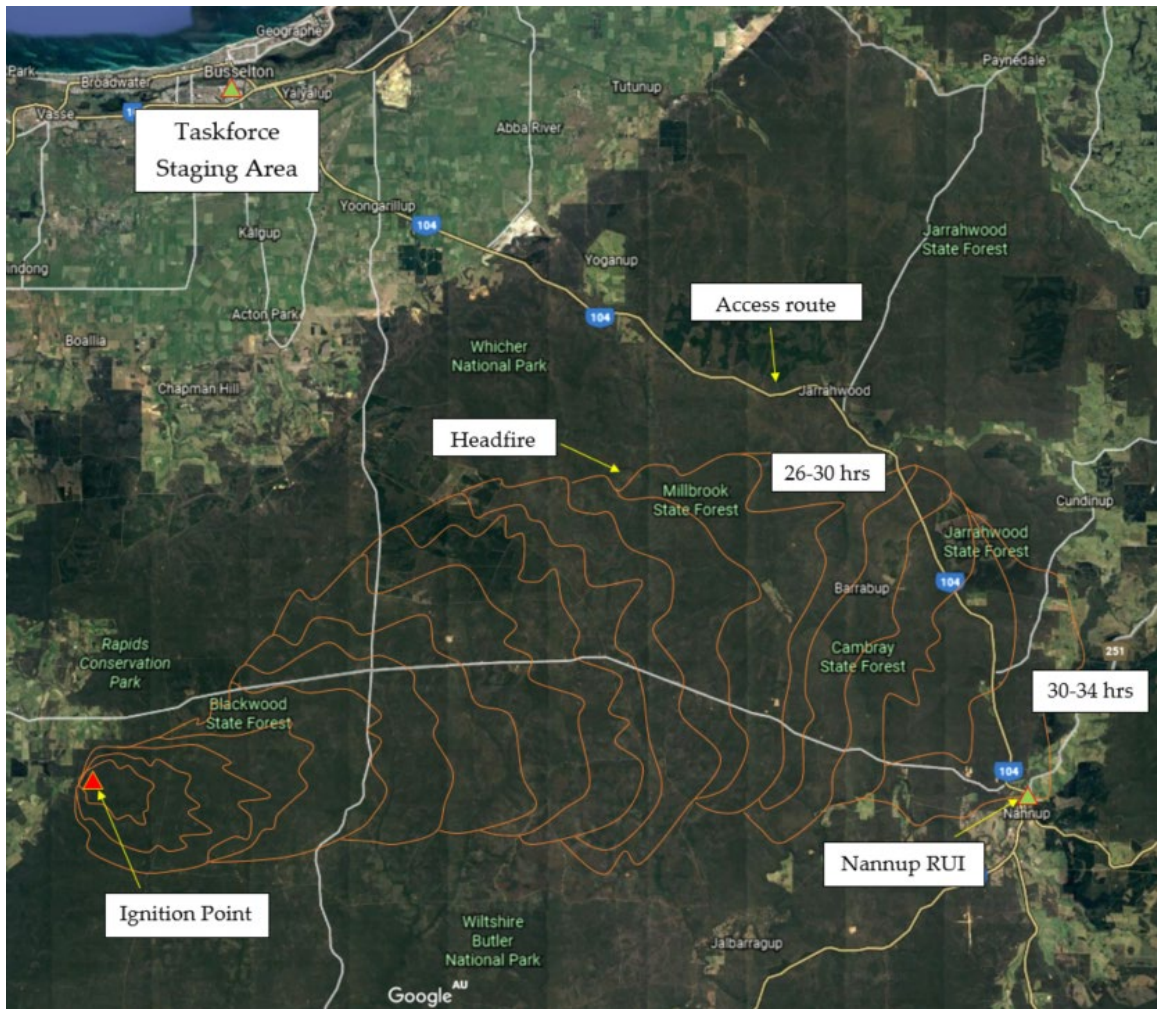 Geographe
Park
Broadwater
Busselton
Yalyalup
Vasse
Taskforce
Staging Area
Abba River
Tutunup
Paynedale
Kalgup
Yoongarillup
104
Yoganup
Jarrahwood
State Forest
indong
Acton Park
Boallia
104
Access route
Whicher
National Park
Chapman Hill
Jarrahwood
Headfire
26-30 hrs
Millbrook
State Forest
Cundinup
Jarrahwood
State Forest
104
Barrabup
Rapids
Conservation
Park
Cambray
State Forest
251
30-34 hrs
Blackwood
State Forest
104
Nannup
Nannup RUI
Ignition Point
Wiltshire
Butler
National Park
Jalbarragup
Google AU